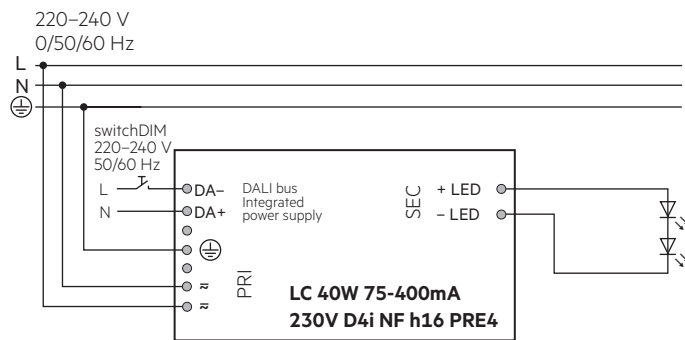 220–240 V
0/50/60 Hz
L
N
switchDIM
220–240 V
50/60 Hz
L
DA–
DALI bus
Integrated
power supply
N
DA+
SEC
+ LED
– LED
PRI
≂
≂
LC 40W 75-400mA
230V D4i NF h16 PRE4